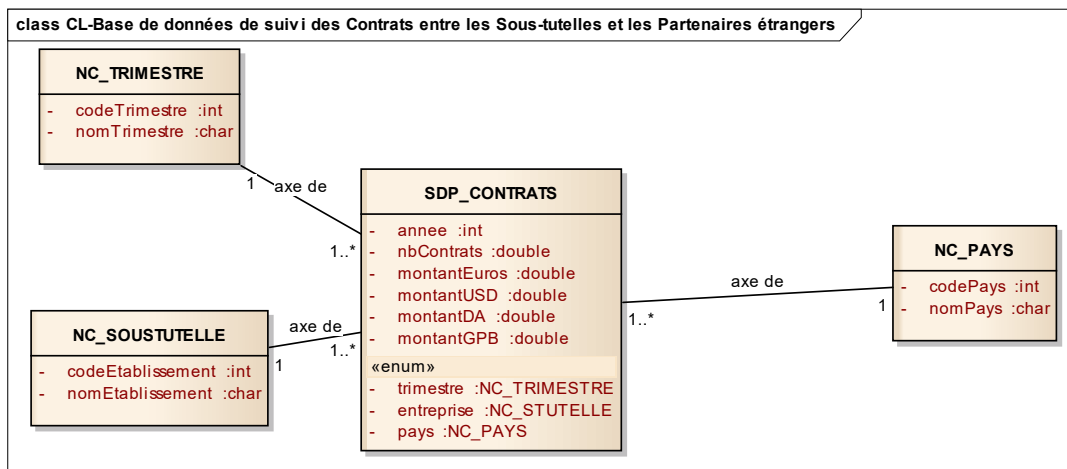 class CL-Base de données de suivi des Contrats entre les Sous-tutelles et les Partenaires étrangers
NC_TRIMESTRE
- codeTrimestre :int
- nomTrimestre :char
1
axe de
1..*
SDP_CONTRATS
- annee :int
- nbContrats :double
- montantEuros :double
- montantUSD :double
- montantDA :double
- montantGPB :double
«enum»
- trimestre :NC_TRIMESTRE
- entreprise :NC_STUTELLE
- pays :NC_PAYS
NC_SOUSTUTELLE
- codeEtablissement :int
- nomEtablissement :char
1
axe de
1..*
NC_PAYS
- codePays :int
- nomPays :char
1
axe de
1..*